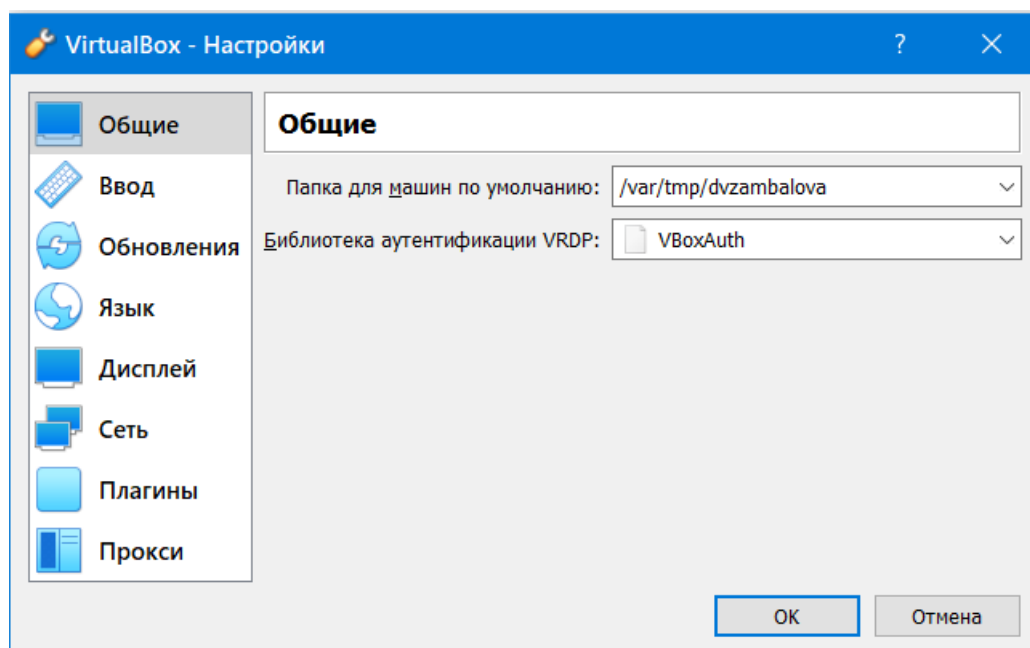 VirtualBox - Настройки
?
Общие
Ввод
Обновления
Язык
Дисплей
Сеть
Плагины
Прокси
Общие
Папка для машин по умолчанию: /var/tmp/dvzambalova
Библиотека аутентификации VRDP: VBoxAuth
OK
Отмена